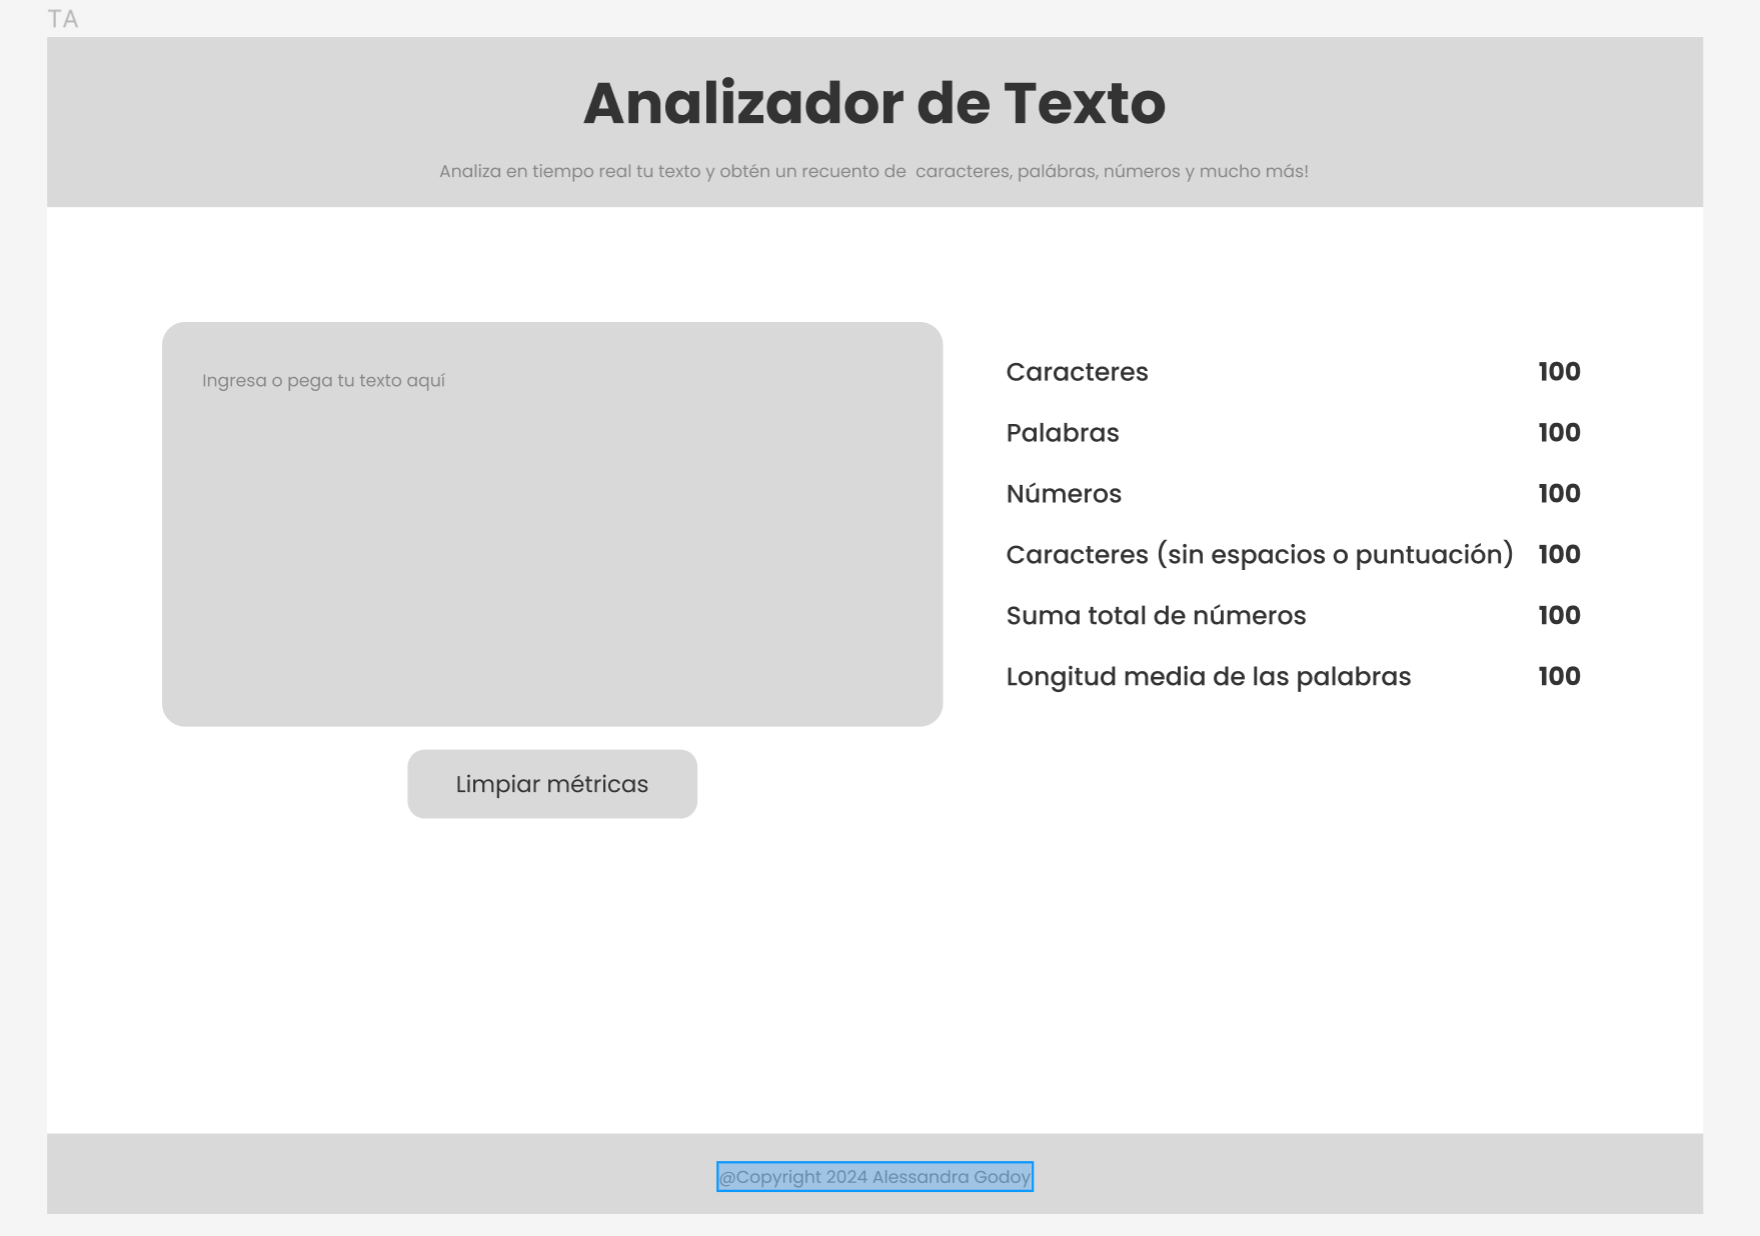 TA
Analizador de Texto
Analiza en tiempo real tu texto y obtén un recuento de  caracteres, palábras, números y mucho más!
Ingresa o pega tu texto aquí
Limpiar métricas
Caracteres 100
Palabras 100
Números 100
Caracteres (sin espacios o puntuación) 100
Suma total de números 100
Longitud media de las palabras 100
@Copyright 2024 Alessandra Godoy